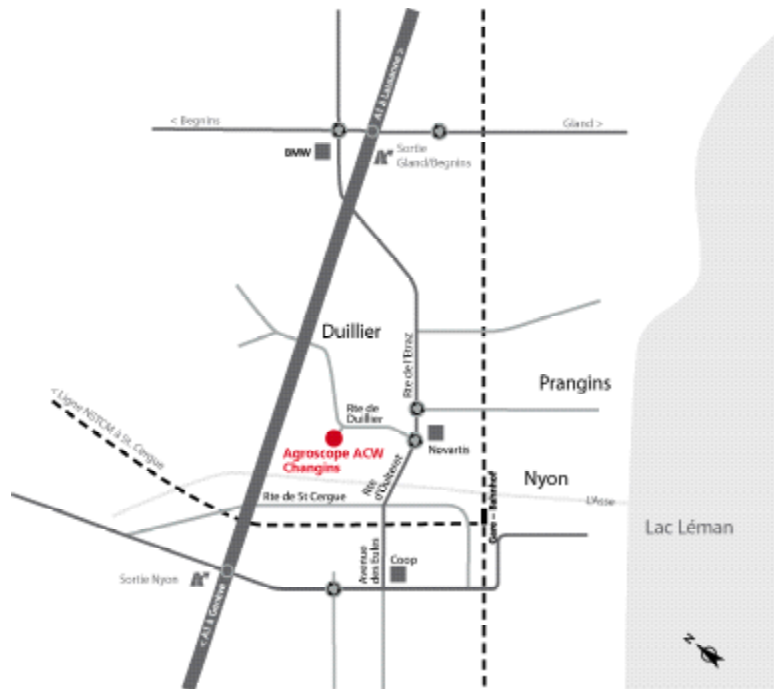 A1 à Lausanne >
< Begnins
Gland >
BMW
Sortie
Gland/Begnins
Duillier
Rte de l'Etraz
Prangins
< Ligne NSTCM à St. Cergue
Rte de
Duillier
Agroscope ACW
Changins
Novartis
Rte
d'Oulteret
Nyon
Rte de St Cergue
L'Asse
Gare – Bahnhof
Lac Léman
Avenue
des Eules
Coop
Sortie Nyon
< A1 à Genève
N